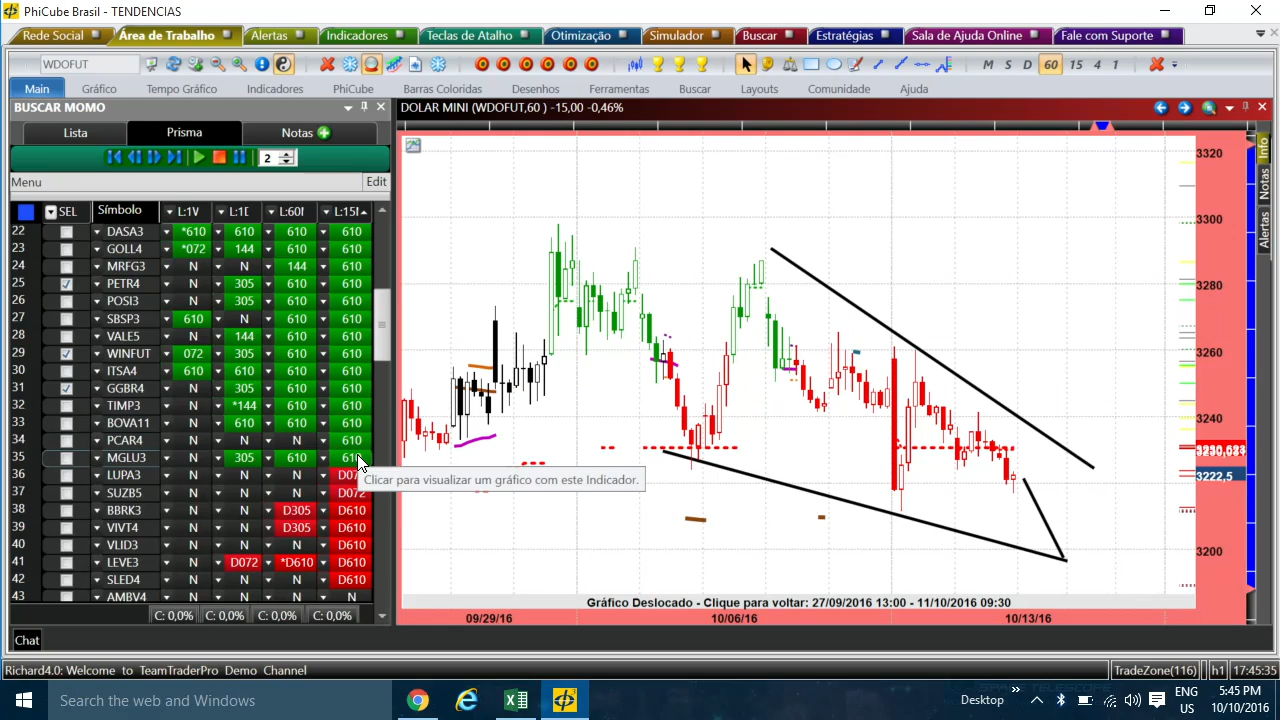 PhiCube Brasil - TENDENCIAS
Rede Social Área de Trabalho Alertas Indicadores Teclas de Atalho Otimização Simulador Buscar Estratégias Sala de Ajuda Online Fale com Suporte
WDOFUT M S D 60 15 4 1
Main Gráfico Tempo Gráfico Indicadores PhiCube Barras Coloridas Desenhos Ferramentas Buscar Layouts Comunidade Ajuda
BUSCAR MOMO
DOLAR MINI (WDOFUT,60 ) -15,00 -0,46%
Lista Prisma Notas
2
Menu Edit
SEL Símbolo L:1V L:1D L:60M L:15M
22 DASA3 *610 610 610 610
23 GOLL4 *072 144 610 610
24 MRFG3 N N 144 610
25 PETR4 N 305 610 610
26 POSI3 N 305 610 610
27 SBSP3 610 N 610 610
28 VALE5 N 144 610 610
29 WINFUT 072 305 610 610
30 ITSA4 610 610 610 610
31 GGBR4 N 305 610 610
32 TIMP3 N *144 610 610
33 BOVA11 N 610 610 610
34 PCAR4 N N N 610
35 MGLU3 N 305 610 610
36 LUPA3 N N N D072
37 SUZB5 N N N D072
38 BBRK3 N N D305 D610
39 VIVT4 N N D305 D610
40 VLID3 N N N D610
41 LEVE3 N D072 *D610 D610
42 SLED4 N N N D610
43 AMBV4 N N N N
C: 0,0% C: 0,0% C: 0,0% C: 0,0%
Clicar para visualizar um gráfico com este Indicador.
3320
3300
3280
3260
3240
3222,5
3200
Info
Notas
Alertas
Gráfico Deslocado - Clique para voltar: 27/09/2016 13:00 - 11/10/2016 09:30
09/29/16 10/06/16 10/13/16
Chat
Richard4.0: Welcome to TeamTraderPro Demo Channel TradeZone(116) h1 17:45:35
Search the web and Windows
Desktop » ENG US 5:45 PM 10/10/2016